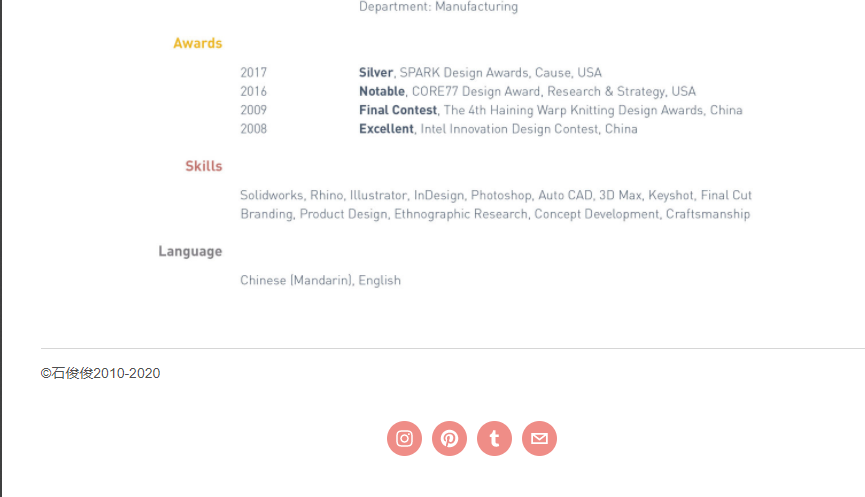 Department: Manufacturing
Awards
2017 Silver, SPARK Design Awards, Cause, USA
2016 Notable, CORE77 Design Award, Research & Strategy, USA
2009 Final Contest, The 4th Haining Warp Knitting Design Awards, China
2008 Excellent, Intel Innovation Design Contest, China
Skills
Solidworks, Rhino, Illustrator, InDesign, Photoshop, Auto CAD, 3D Max, Keyshot, Final Cut
Branding, Product Design, Ethnographic Research, Concept Development, Craftsmanship
Language
Chinese (Mandarin), English
©石俊俊2010-2020